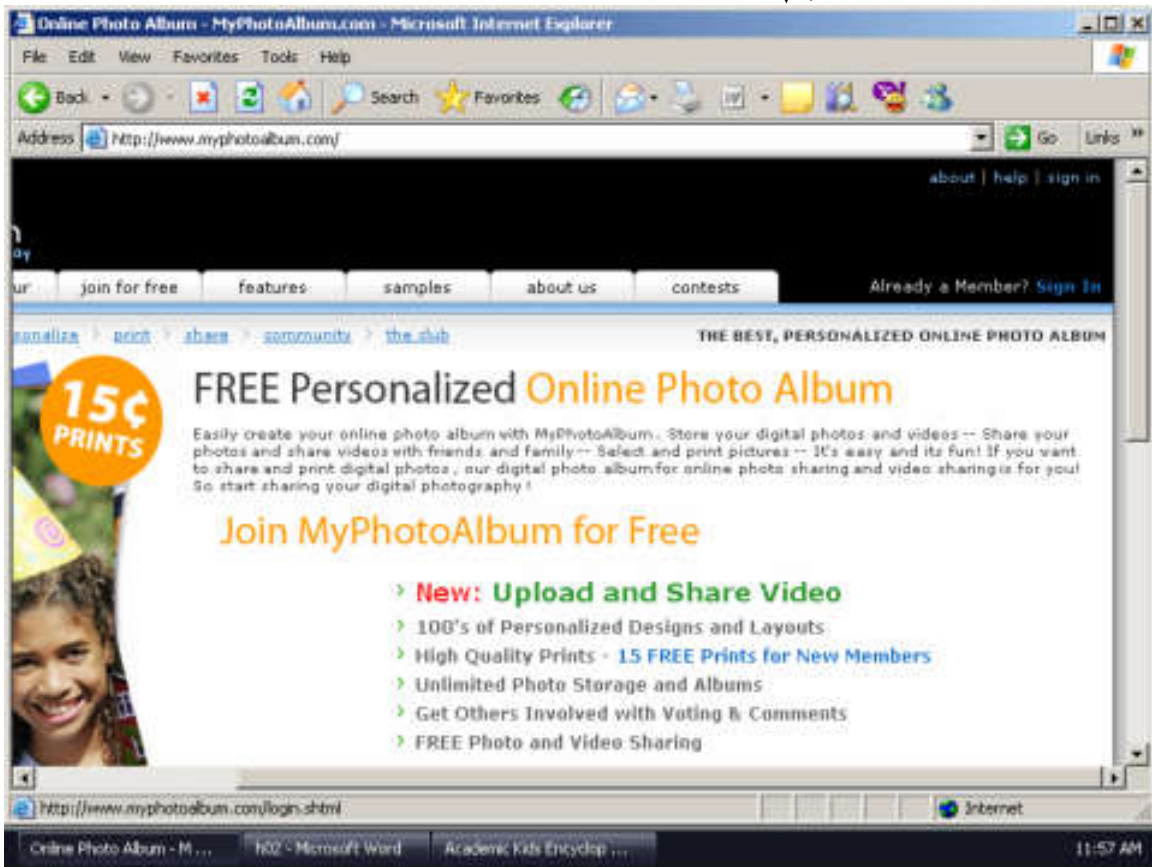 Online Photo Album - MyPhotoAlbum.com - Microsoft Internet Explorer
File Edit View Favorites Tools Help
Back Search Favorites
Address http://www.myphotoalbum.com/ Go Links »
about | help | sign in
join for free features samples about us contests Already a Member? Sign In
print > share > community > the club THE BEST, PERSONALIZED ONLINE PHOTO ALBUM
15¢
PRINTS
FREE Personalized Online Photo Album
Easily create your online photo album with MyPhotoAlbum. Store your digital photos and videos -- Share your
photos and share videos with friends and family -- Select and print pictures -- It's easy and its fun! If you want
to share and print digital photos, our digital photo album for online photo sharing and video sharing is for you!
So start sharing your digital photography!
Join MyPhotoAlbum for Free
> New: Upload and Share Video
> 100's of Personalized Designs and Layouts
> High Quality Prints - 15 FREE Prints for New Members
> Unlimited Photo Storage and Albums
> Get Others Involved with Voting & Comments
> FREE Photo and Video Sharing
http://www.myphotoalbum.com/login.shtml Internet
Online Photo Album - M... h02 - Microsoft Word Academic Kids Encyclop ... 11:57 AM